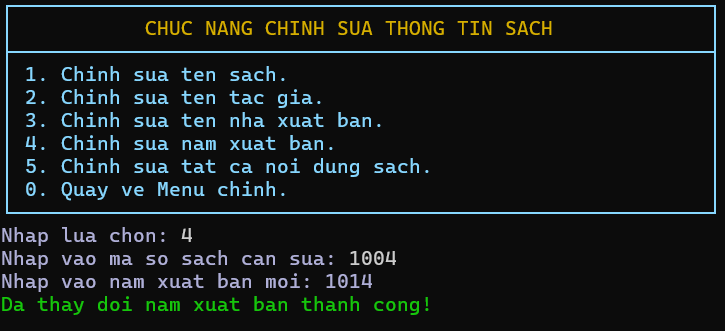 CHUC NANG CHINH SUA THONG TIN SACH
1. Chinh sua ten sach.
2. Chinh sua ten tac gia.
3. Chinh sua ten nha xuat ban.
4. Chinh sua nam xuat ban.
5. Chinh sua tat ca noi dung sach.
0. Quay ve Menu chinh.
Nhap lua chon: 4
Nhap vao ma so sach can sua: 1004
Nhap vao nam xuat ban moi: 1014
Da thay doi nam xuat ban thanh cong!